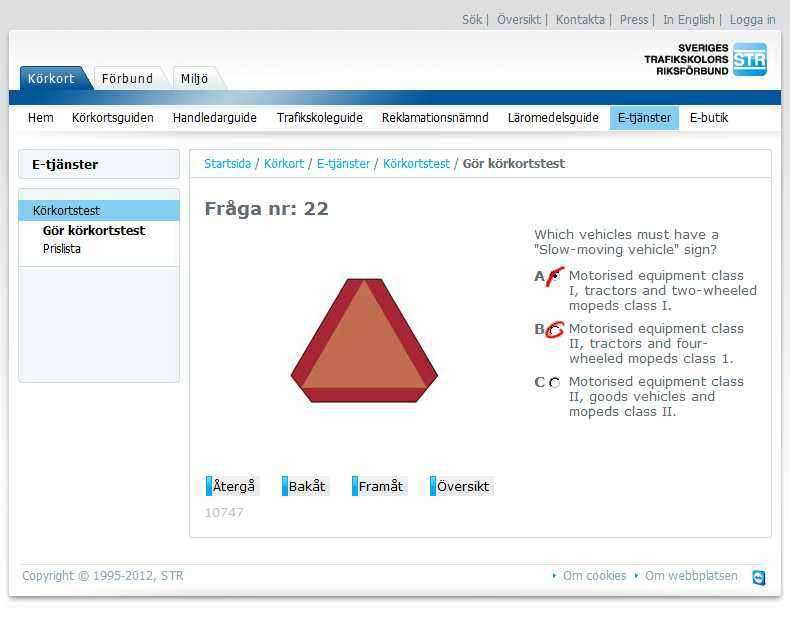 Sök | Översikt | Kontakta | Press | In English | Logga in
SVERIGES
TRAFIKSKOLORS
RIKSFÖRBUND
STR
Körkort Förbund Miljö
Hem Körkortsguiden Handledarguide Trafikskoleguide Reklamationsnämnd Läromedelsguide E-tjänster E-butik
E-tjänster
Körkortstest
Gör körkortstest
Prislista
Startsida / Körkort / E-tjänster / Körkortstest / Gör körkortstest
Fråga nr: 22
Which vehicles must have a
"Slow-moving vehicle" sign?
A F Motorised equipment class
I, tractors and two-wheeled
mopeds class I.
B Motorised equipment class
II, tractors and four-
wheeled mopeds class 1.
C Motorised equipment class
II, goods vehicles and
mopeds class II.
Återgå Bakåt Framåt Översikt
10747
Copyright © 1995-2012, STR
Om cookies Om webbplatsen